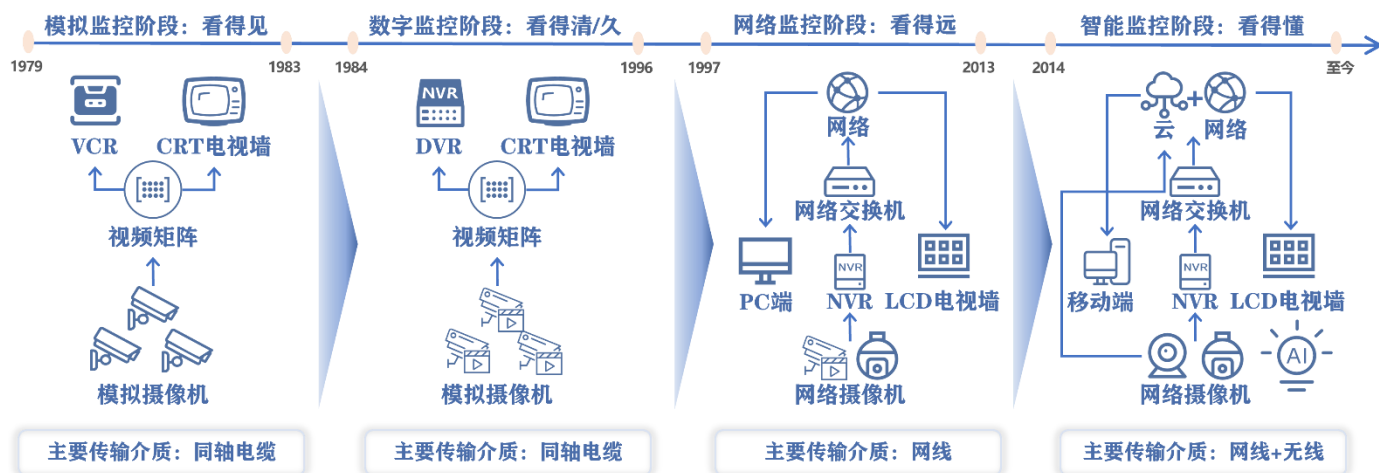 模拟监控阶段：看得见
数字监控阶段：看得清/久
网络监控阶段：看得远
智能监控阶段：看得懂
1979
1983
1984
1996
1997
2013
2014
至今
VCR
CRT电视墙
视频矩阵
模拟摄像机
主要传输介质：同轴电缆
NVR
DVR
CRT电视墙
视频矩阵
模拟摄像机
主要传输介质：同轴电缆
网络
网络交换机
PC端
NVR
NVR
LCD电视墙
网络摄像机
主要传输介质：网线
云
+
网络
网络交换机
移动端
NVR
NVR
LCD电视墙
网络摄像机
AI
主要传输介质：网线+无线